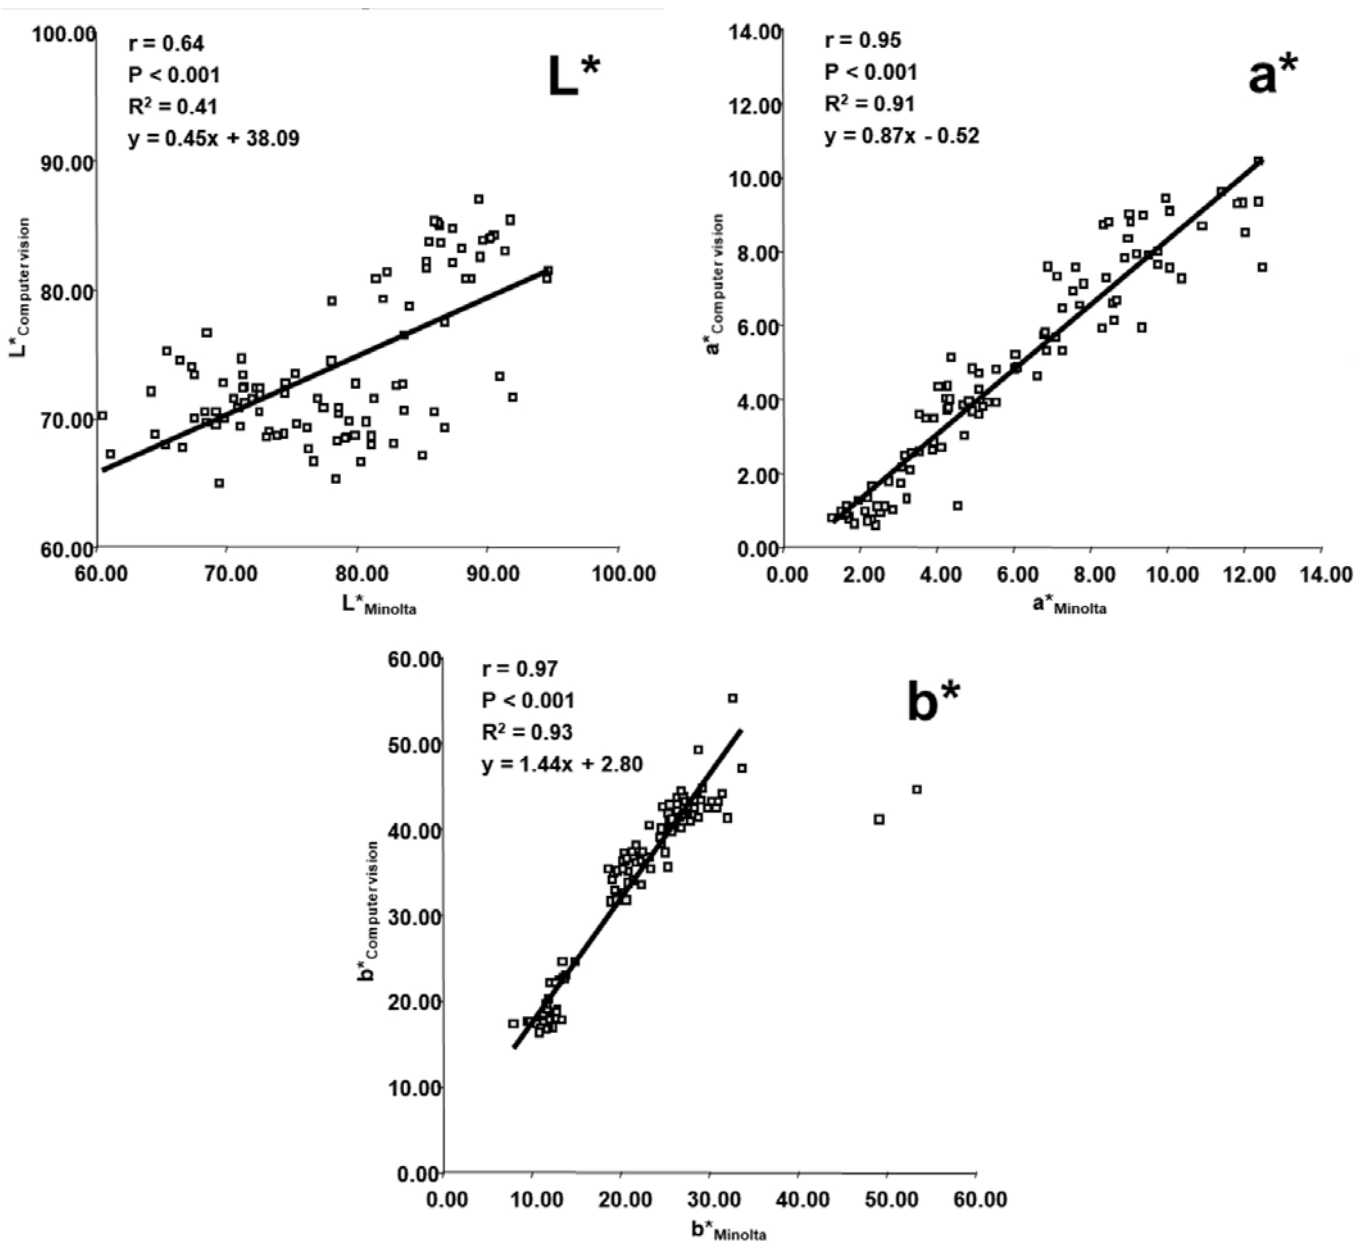 L*
r = 0.64
P < 0.001
R² = 0.41
y = 0.45x + 38.09
100.00
90.00
80.00
70.00
60.00
L*Computer vision
60.00 70.00 80.00 90.00 100.00
L*Minolta
a*
r = 0.95
P < 0.001
R² = 0.91
y = 0.87x - 0.52
14.00
12.00
10.00
8.00
6.00
4.00
2.00
0.00
a*Computer vision
0.00 2.00 4.00 6.00 8.00 10.00 12.00 14.00
a*Minolta
b*
r = 0.97
P < 0.001
R² = 0.93
y = 1.44x + 2.80
60.00
50.00
40.00
30.00
20.00
10.00
0.00
b*Computer vision
0.00 10.00 20.00 30.00 40.00 50.00 60.00
b*Minolta